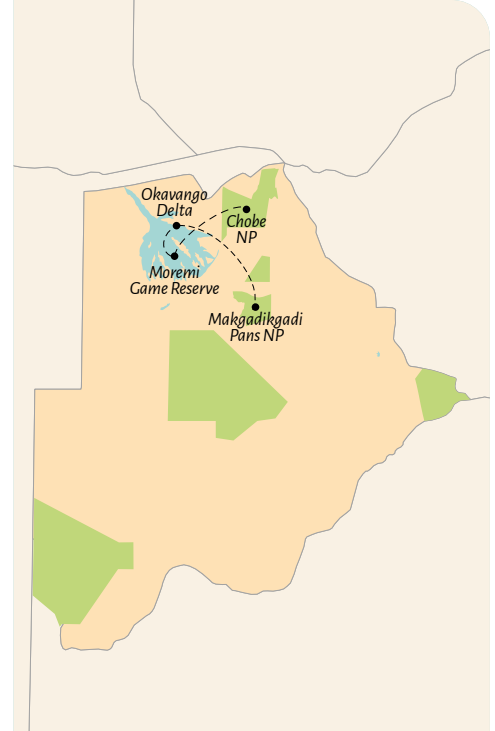 Okavango
Delta
Chobe
NP
Moremi
Game Reserve
Makgadikgadi
Pans NP